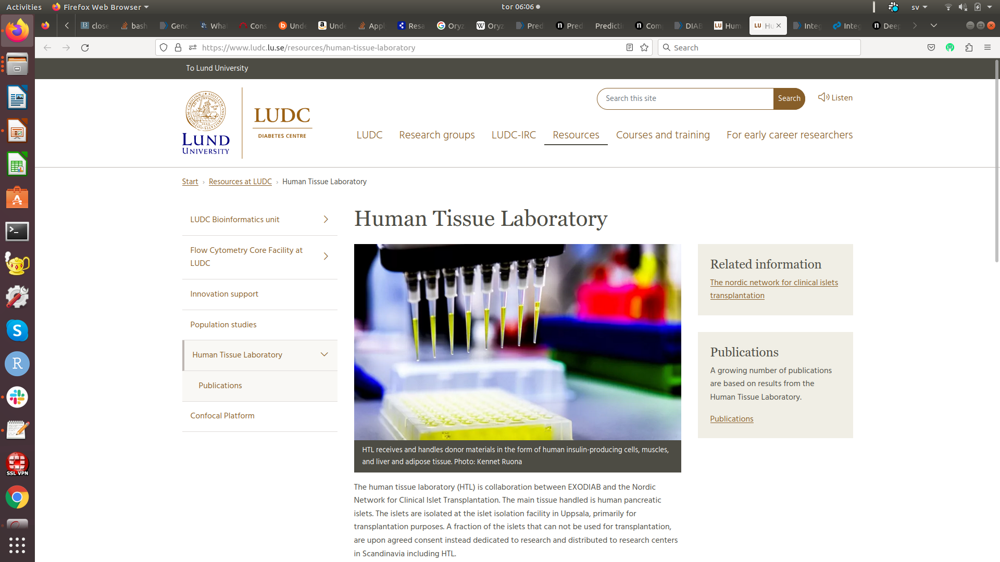 Activities
Firefox Web Browser
tor 06:06
sv
close
bash
Geno
What
Cons
Unde
Unde
Appl
Resa
Oryz
Oryz
Pred
Pred
Predictio
Com
DIAB
LU Hum
LU Hu
Integ
Integ
Deep
https://www.ludc.lu.se/resources/human-tissue-laboratory
Search
To Lund University
LUND
UNIVERSITY
LUDC
DIABETES CENTRE
Search this site
Search
Listen
LUDC
Research groups
LUDC-IRC
Resources
Courses and training
For early career researchers
Start › Resources at LUDC › Human Tissue Laboratory
LUDC Bioinformatics unit
Flow Cytometry Core Facility at
LUDC
Innovation support
Population studies
Human Tissue Laboratory
Publications
Confocal Platform
Human Tissue Laboratory
HTL receives and handles donor materials in the form of human insulin-producing cells, muscles,
and liver and adipose tissue. Photo: Kennet Ruona
The human tissue laboratory (HTL) is collaboration between EXODIAB and the Nordic
Network for Clinical Islet Transplantation. The main tissue handled is human pancreatic
islets. The islets are isolated at the islet isolation facility in Uppsala, primarily for
transplantation purposes. A fraction of the islets that can not be used for transplantation,
are upon agreed consent instead dedicated to research and distributed to research centers
in Scandinavia including HTL.
Related information
The nordic network for clinical islets
transplantation
Publications
A growing number of publications
are based on results from the
Human Tissue Laboratory.
Publications
SSL VPN